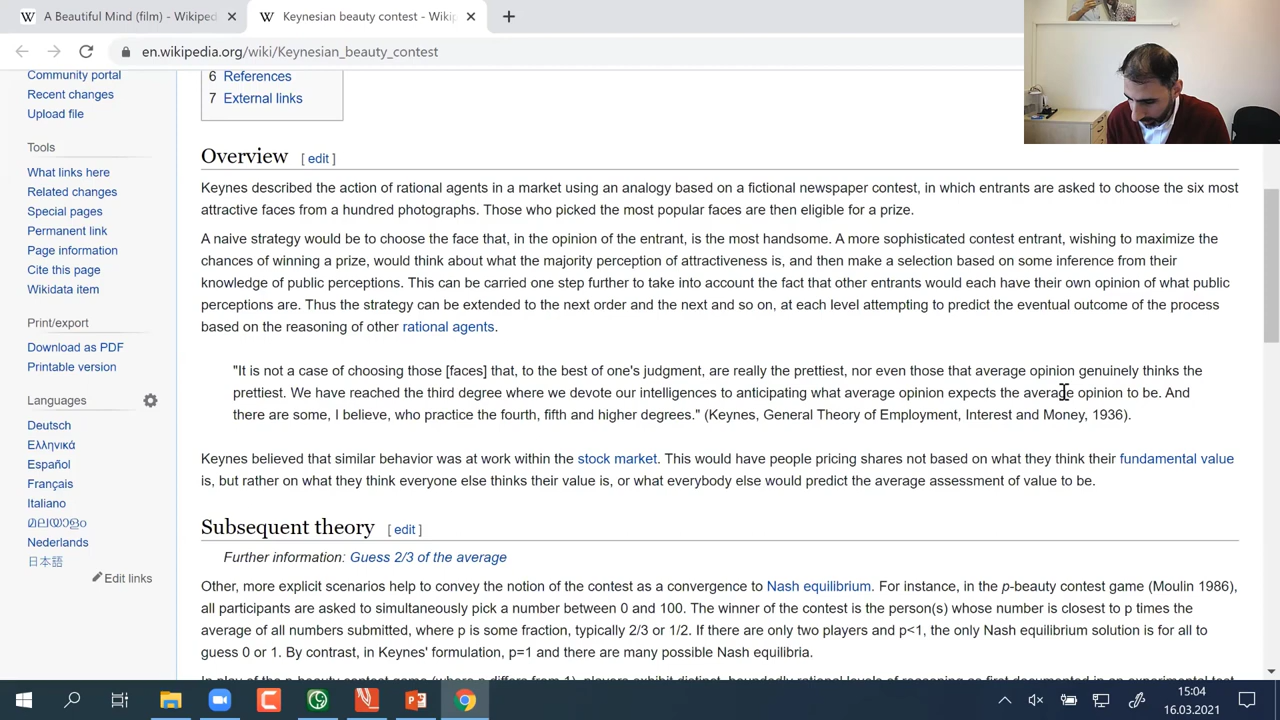 A Beautiful Mind (film) - Wikiped
Keynesian beauty contest - Wiki
en.wikipedia.org/wiki/Keynesian_beauty_contest
Community portal
Recent changes
Upload file
Tools
What links here
Related changes
Special pages
Permanent link
Page information
Cite this page
Wikidata item
Print/export
Download as PDF
Printable version
Languages
Deutsch
Ελληνικά
Español
Français
Italiano
മലയാളം
Nederlands
日本語
Edit links
6 References
7 External links
Overview [ edit ]
Keynes described the action of rational agents in a market using an analogy based on a fictional newspaper contest, in which entrants are asked to choose the six most
attractive faces from a hundred photographs. Those who picked the most popular faces are then eligible for a prize.
A naive strategy would be to choose the face that, in the opinion of the entrant, is the most handsome. A more sophisticated contest entrant, wishing to maximize the
chances of winning a prize, would think about what the majority perception of attractiveness is, and then make a selection based on some inference from their
knowledge of public perceptions. This can be carried one step further to take into account the fact that other entrants would each have their own opinion of what public
perceptions are. Thus the strategy can be extended to the next order and the next and so on, at each level attempting to predict the eventual outcome of the process
based on the reasoning of other rational agents.
"It is not a case of choosing those [faces] that, to the best of one's judgment, are really the prettiest, nor even those that average opinion genuinely thinks the
prettiest. We have reached the third degree where we devote our intelligences to anticipating what average opinion expects the average opinion to be. And
there are some, I believe, who practice the fourth, fifth and higher degrees." (Keynes, General Theory of Employment, Interest and Money, 1936).
Keynes believed that similar behavior was at work within the stock market. This would have people pricing shares not based on what they think their fundamental value
is, but rather on what they think everyone else thinks their value is, or what everybody else would predict the average assessment of value to be.
Subsequent theory [ edit ]
Further information: Guess 2/3 of the average
Other, more explicit scenarios help to convey the notion of the contest as a convergence to Nash equilibrium. For instance, in the p-beauty contest game (Moulin 1986),
all participants are asked to simultaneously pick a number between 0 and 100. The winner of the contest is the person(s) whose number is closest to p times the
average of all numbers submitted, where p is some fraction, typically 2/3 or 1/2. If there are only two players and p<1, the only Nash equilibrium solution is for all to
guess 0 or 1. By contrast, in Keynes' formulation, p=1 and there are many possible Nash equilibria.
15:04
16.03.2021